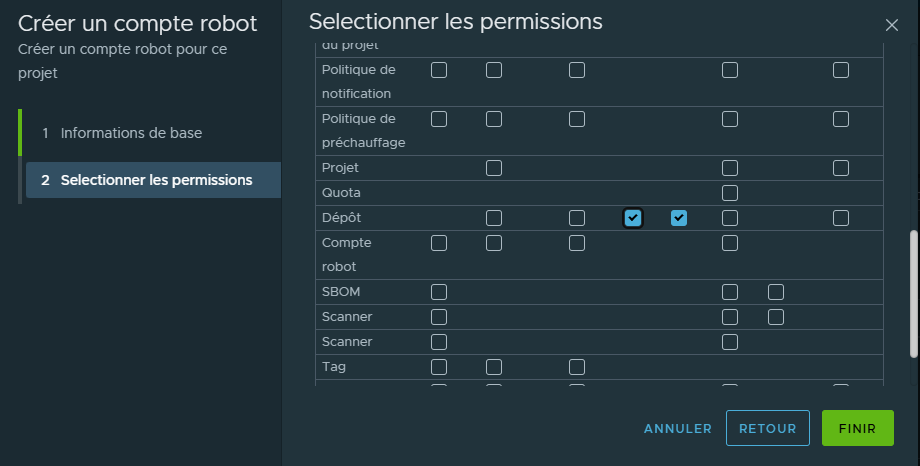 Créer un compte robot
Créer un compte robot pour ce
projet
1 Informations de base
2 Selectionner les permissions
Selectionner les permissions
du projet
Politique de
notification
Politique de
préchauffage
Projet
Quota
Dépôt
Compte
robot
SBOM
Scanner
Scanner
Tag
ANNULER
RETOUR
FINIR